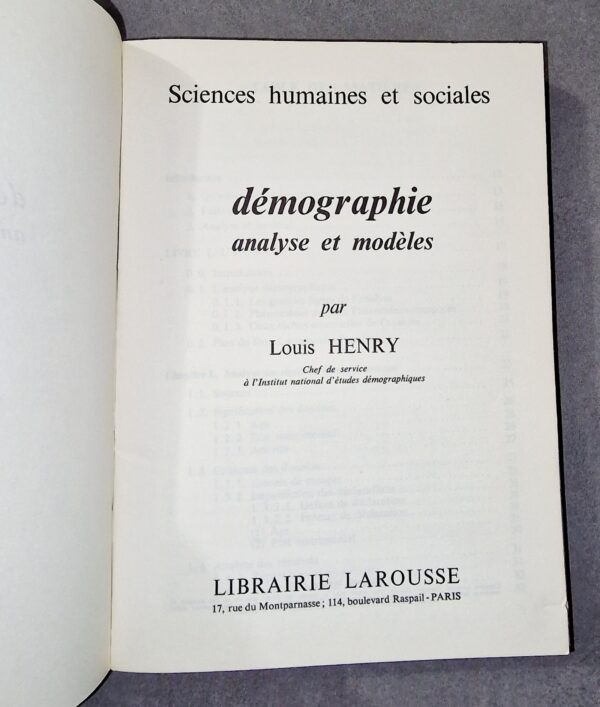 Sciences humaines et sociales
démographie
analyse et modèles
par
Louis HENRY
Chef de service
à l'Institut national d'études démographiques
LIBRAIRIE LAROUSSE
17, rue du Montparnasse ; 114, boulevard Raspail - PARIS